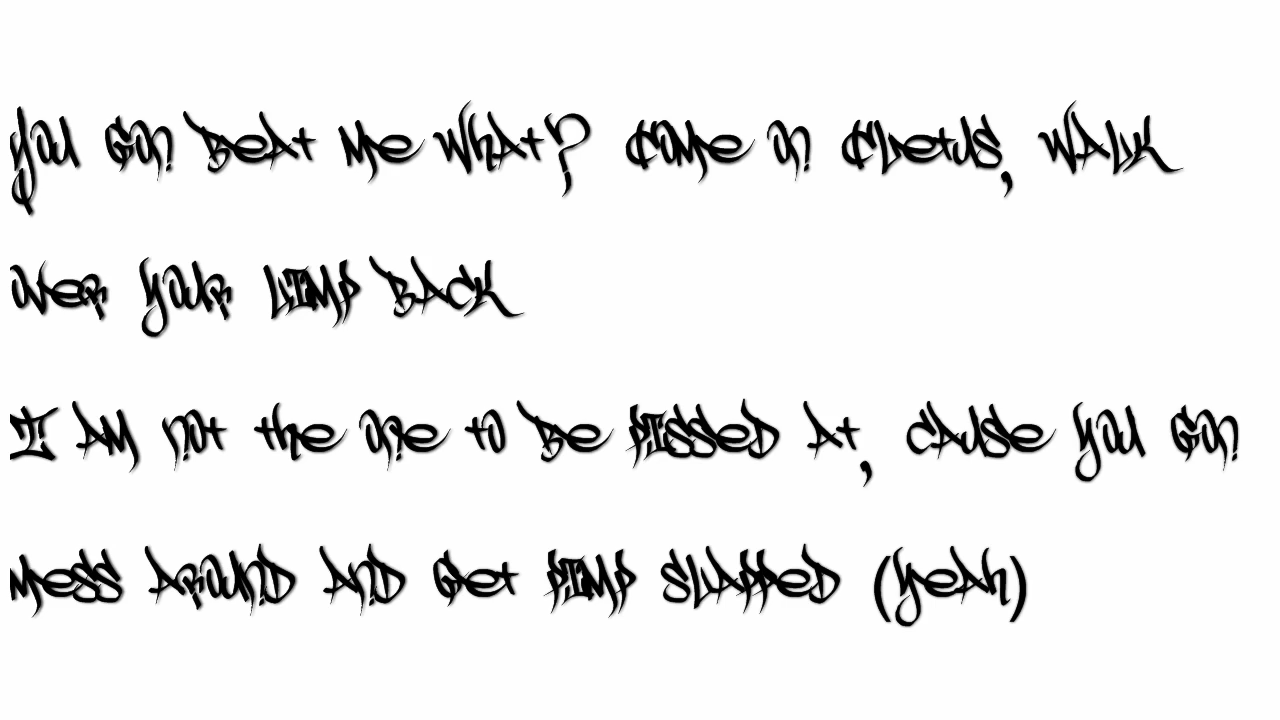 You gon beat me what? Come on Cletus, walk
over your limp back
I am not the one to be pissed at, cause you gon
mess around and get pimp slapped (yeah)